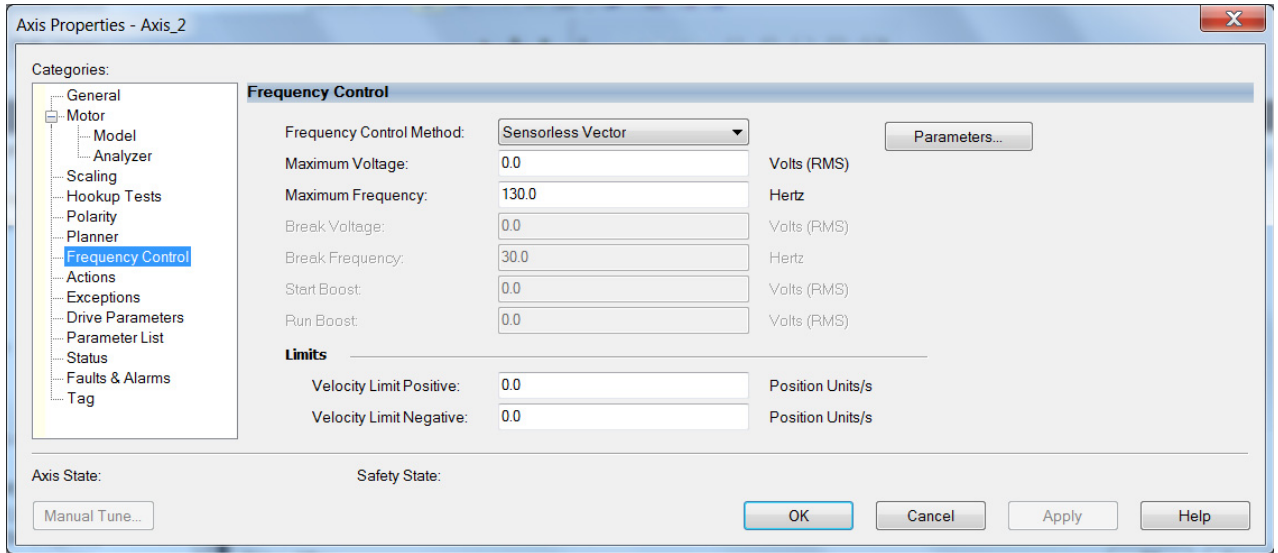 Axis Properties - Axis_2
X
Categories:
General
Motor
Model
Analyzer
Scaling
Hookup Tests
Polarity
Planner
Frequency Control
Actions
Exceptions
Drive Parameters
Parameter List
Status
Faults & Alarms
Tag
Frequency Control
Frequency Control Method: Sensorless Vector Parameters...
Maximum Voltage: 0.0 Volts (RMS)
Maximum Frequency: 130.0 Hertz
Break Voltage: 0.0 Volts (RMS)
Break Frequency: 30.0 Hertz
Start Boost: 0.0 Volts (RMS)
Run Boost: 0.0 Volts (RMS)
Limits
Velocity Limit Positive: 0.0 Position Units/s
Velocity Limit Negative: 0.0 Position Units/s
Axis State: Safety State:
Manual Tune... OK Cancel Apply Help